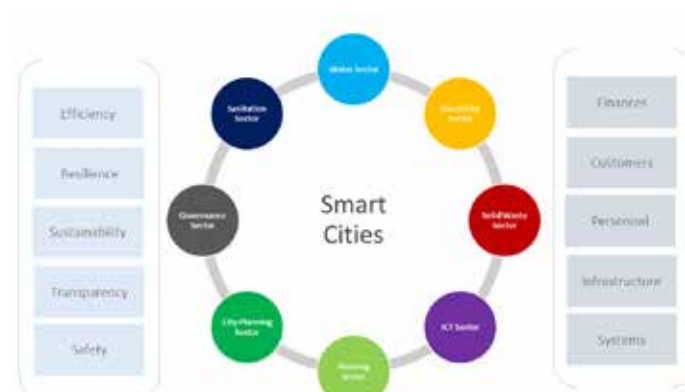 Efficiency
Resilience
Sustainability
Transparency
Safety
Water Sector
Sanitation
Sector
Electricity
Sector
Governance
Sector
Solid Waste
Sector
City Planning
Sector
ICT Sector
Housing
Sector
Smart
Cities
Finances
Customers
Personnel
Infrastructure
Systems